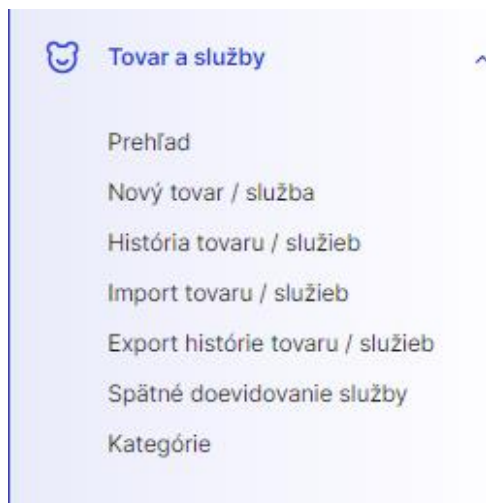 Tovar a služby
Prehľad
Nový tovar / služba
História tovaru / služieb
Import tovaru / služieb
Export histórie tovaru / služieb
Spätné doevidovanie služby
Kategórie